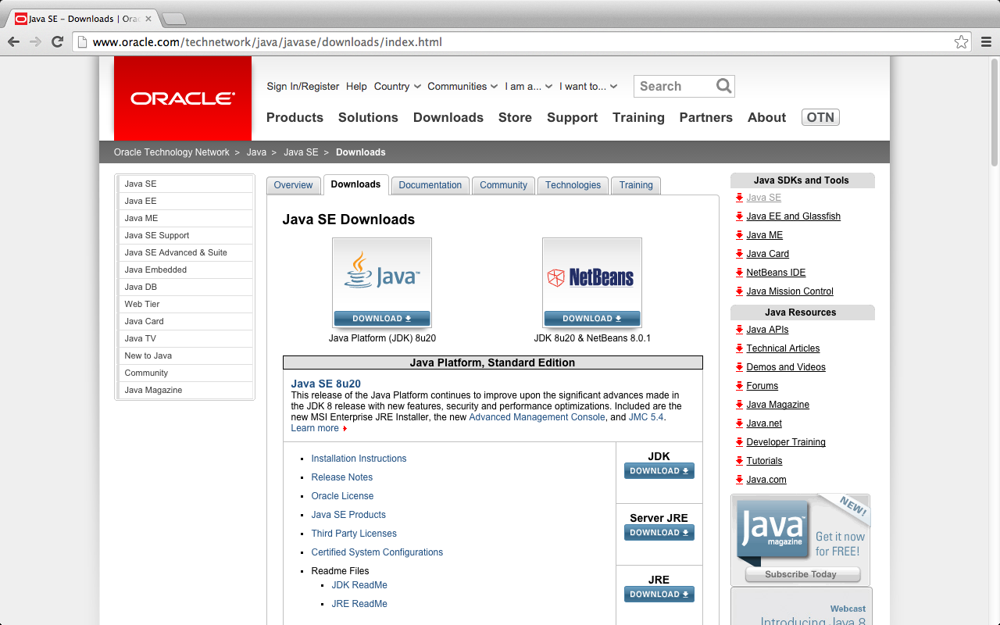 Java SE – Downloads | Ora
www.oracle.com/technetwork/java/javase/downloads/index.html
ORACLE
Sign In/Register Help Country Communities I am a... I want to... Search
Products Solutions Downloads Store Support Training Partners About OTN
Oracle Technology Network > Java > Java SE > Downloads
Java SE
Java EE
Java ME
Java SE Support
Java SE Advanced & Suite
Java Embedded
Java DB
Web Tier
Java Card
Java TV
New to Java
Community
Java Magazine
Overview Downloads Documentation Community Technologies Training
Java SE Downloads
Java™
DOWNLOAD
Java Platform (JDK) 8u20
NetBeans
DOWNLOAD
JDK 8u20 & NetBeans 8.0.1
Java Platform, Standard Edition
Java SE 8u20
This release of the Java Platform continues to improve upon the significant advances made in
the JDK 8 release with new features, security and performance optimizations. Included are the
new MSI Enterprise JRE Installer, the new Advanced Management Console, and JMC 5.4.
Learn more
Installation Instructions
Release Notes
Oracle License
Java SE Products
Third Party Licenses
Certified System Configurations
Readme Files
JDK ReadMe
JRE ReadMe
JDK
DOWNLOAD
Server JRE
DOWNLOAD
JRE
DOWNLOAD
Java SDKs and Tools
Java SE
Java EE and Glassfish
Java ME
Java Card
NetBeans IDE
Java Mission Control
Java Resources
Java APIs
Technical Articles
Demos and Videos
Forums
Java Magazine
Java.net
Developer Training
Tutorials
Java.com
NEW!
Java™
magazine
Get it now
for FREE!
Subscribe Today
Webcast
Introducing Java 8